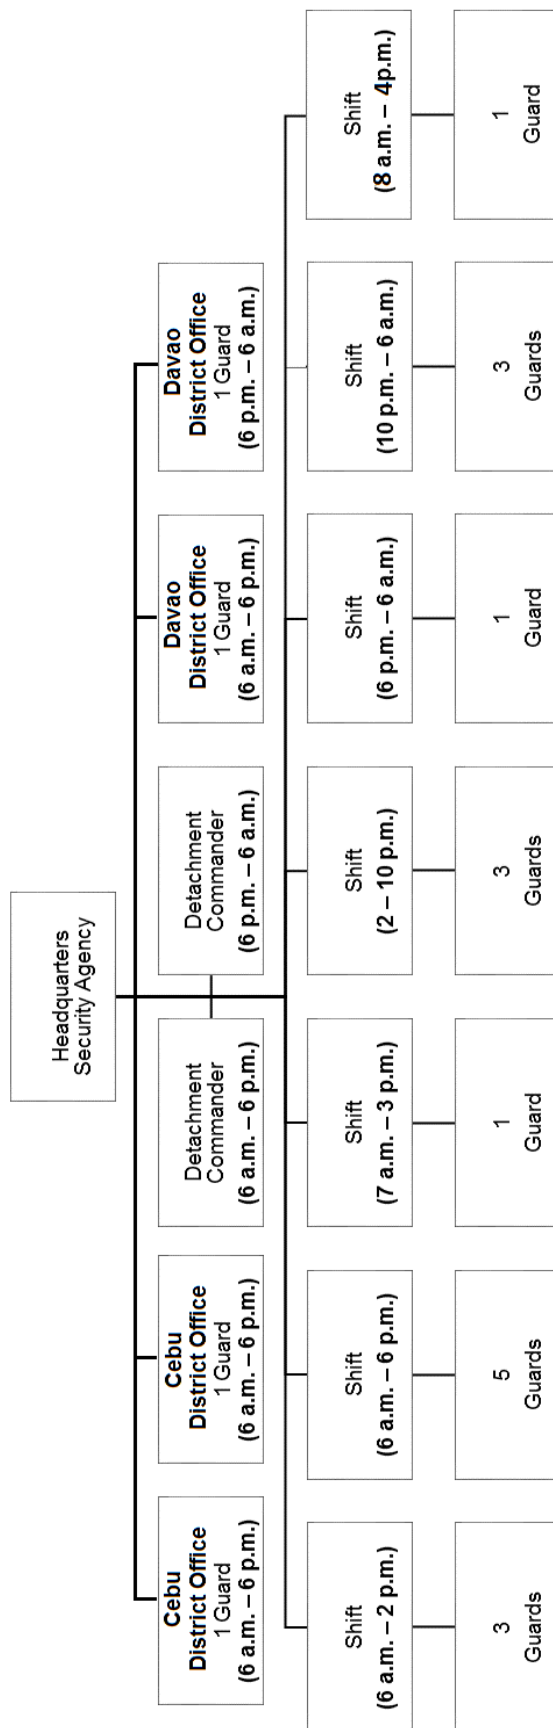 Headquarters
Security Agency
Cebu
District Office
1 Guard
(6 a.m. – 6 p.m.)
Cebu
District Office
1 Guard
(6 a.m. – 6 p.m.)
Detachment
Commander
(6 a.m. – 6 p.m.)
Detachment
Commander
(6 p.m. – 6 a.m.)
Davao
District Office
1 Guard
(6 a.m. – 6 p.m.)
Davao
District Office
1 Guard
(6 p.m. – 6 a.m.)
Shift
(6 a.m. – 2 p.m.)
Shift
(6 a.m. – 6 p.m.)
Shift
(7 a.m. – 3 p.m.)
Shift
(2 – 10 p.m.)
Shift
(6 p.m. – 6 a.m.)
Shift
(10 p.m. – 6 a.m.)
Shift
(8 a.m. – 4p.m.)
3
Guards
5
Guards
1
Guard
3
Guards
1
Guard
3
Guards
1
Guard